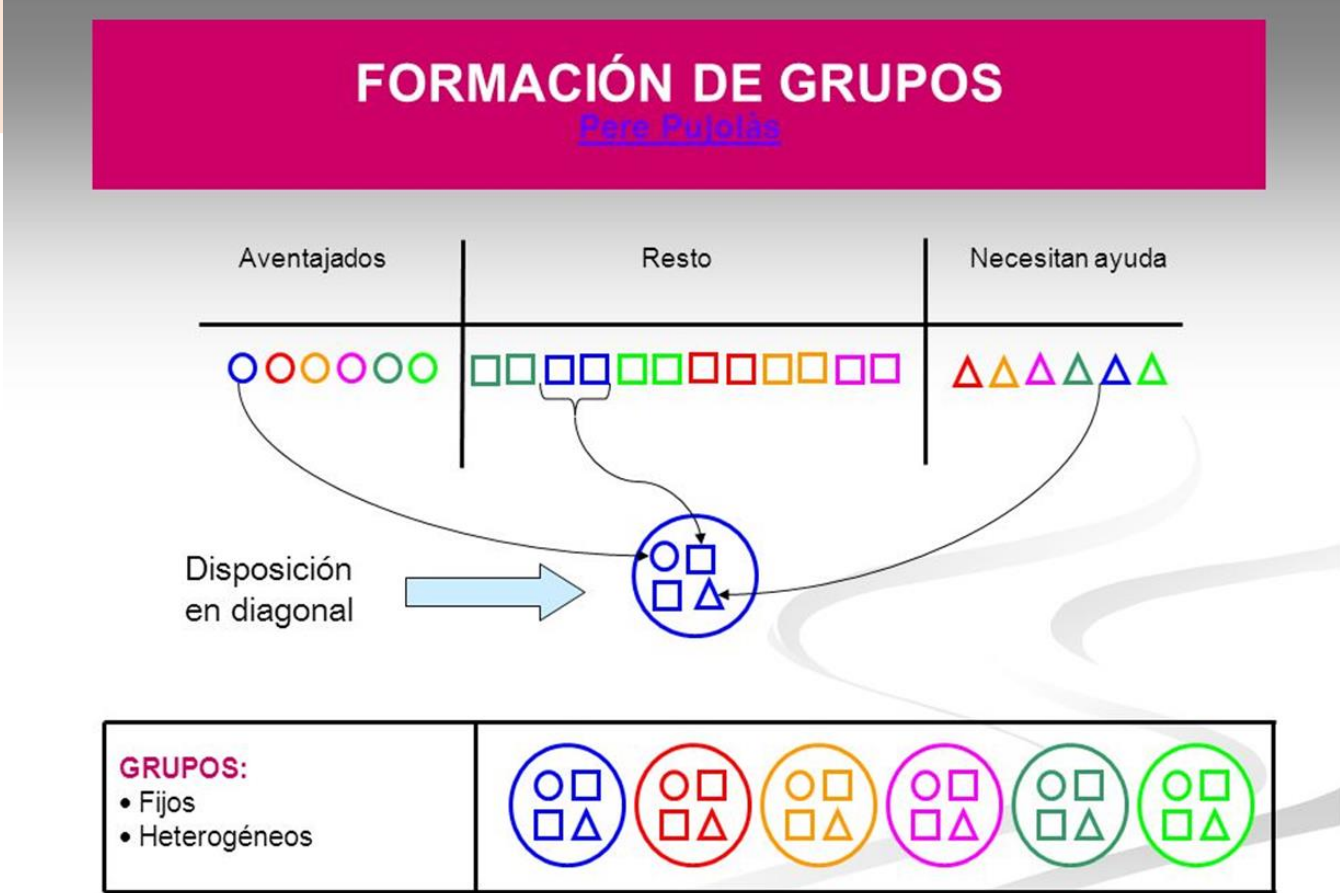 FORMACIÓN DE GRUPOS
Pere Pujolàs
Aventajados
Resto
Necesitan ayuda
Disposición
en diagonal
GRUPOS:
• Fijos
• Heterogéneos